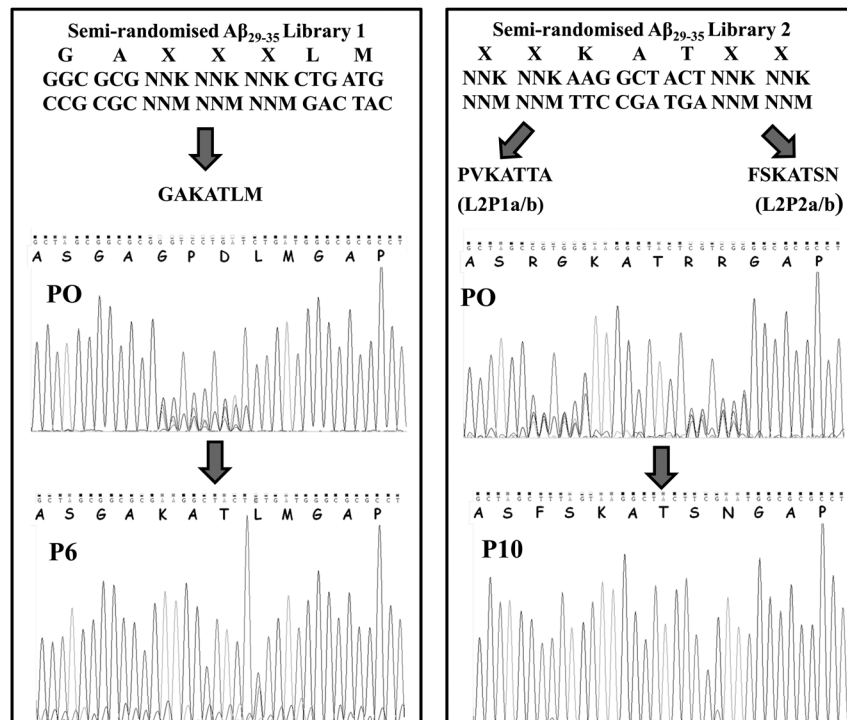 Semi-randomised Aβ29-35 Library 1
G A X X X L M
GGC GCG NNK NNK NNK CTG ATG
CCG CGC NNM NNM NNM GAC TAC
GAKATLM
A S G A G P D L M G A P
PO
A S G A K A T L M G A P
P6
Semi-randomised Aβ29-35 Library 2
X X K A T X X
NNK NNK AAG GCT ACT NNK NNK
NNM NNM TTC CGA TGA NNM NNM
PVKATTA FSKATSN
(L2P1a/b) (L2P2a/b)
A S R G K A T R R G A P
PO
A S F S K A T S N G A P
P10